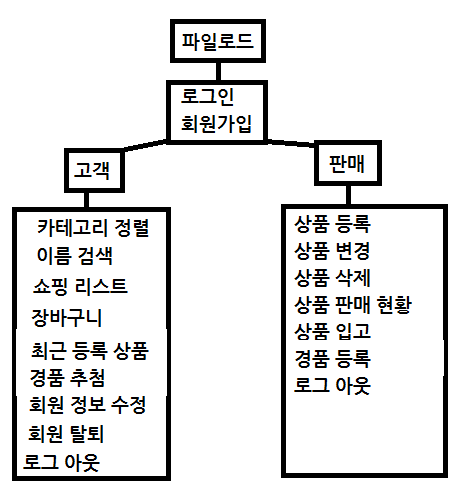 파일로드
로그인
회원가입
고객
판매
카테고리 정렬
이름 검색
쇼핑 리스트
장바구니
최근 등록 상품
경품 추첨
회원 정보 수정
회원 탈퇴
로그 아웃
상품 등록
상품 변경
상품 삭제
상품 판매 현황
상품 입고
경품 등록
로그 아웃